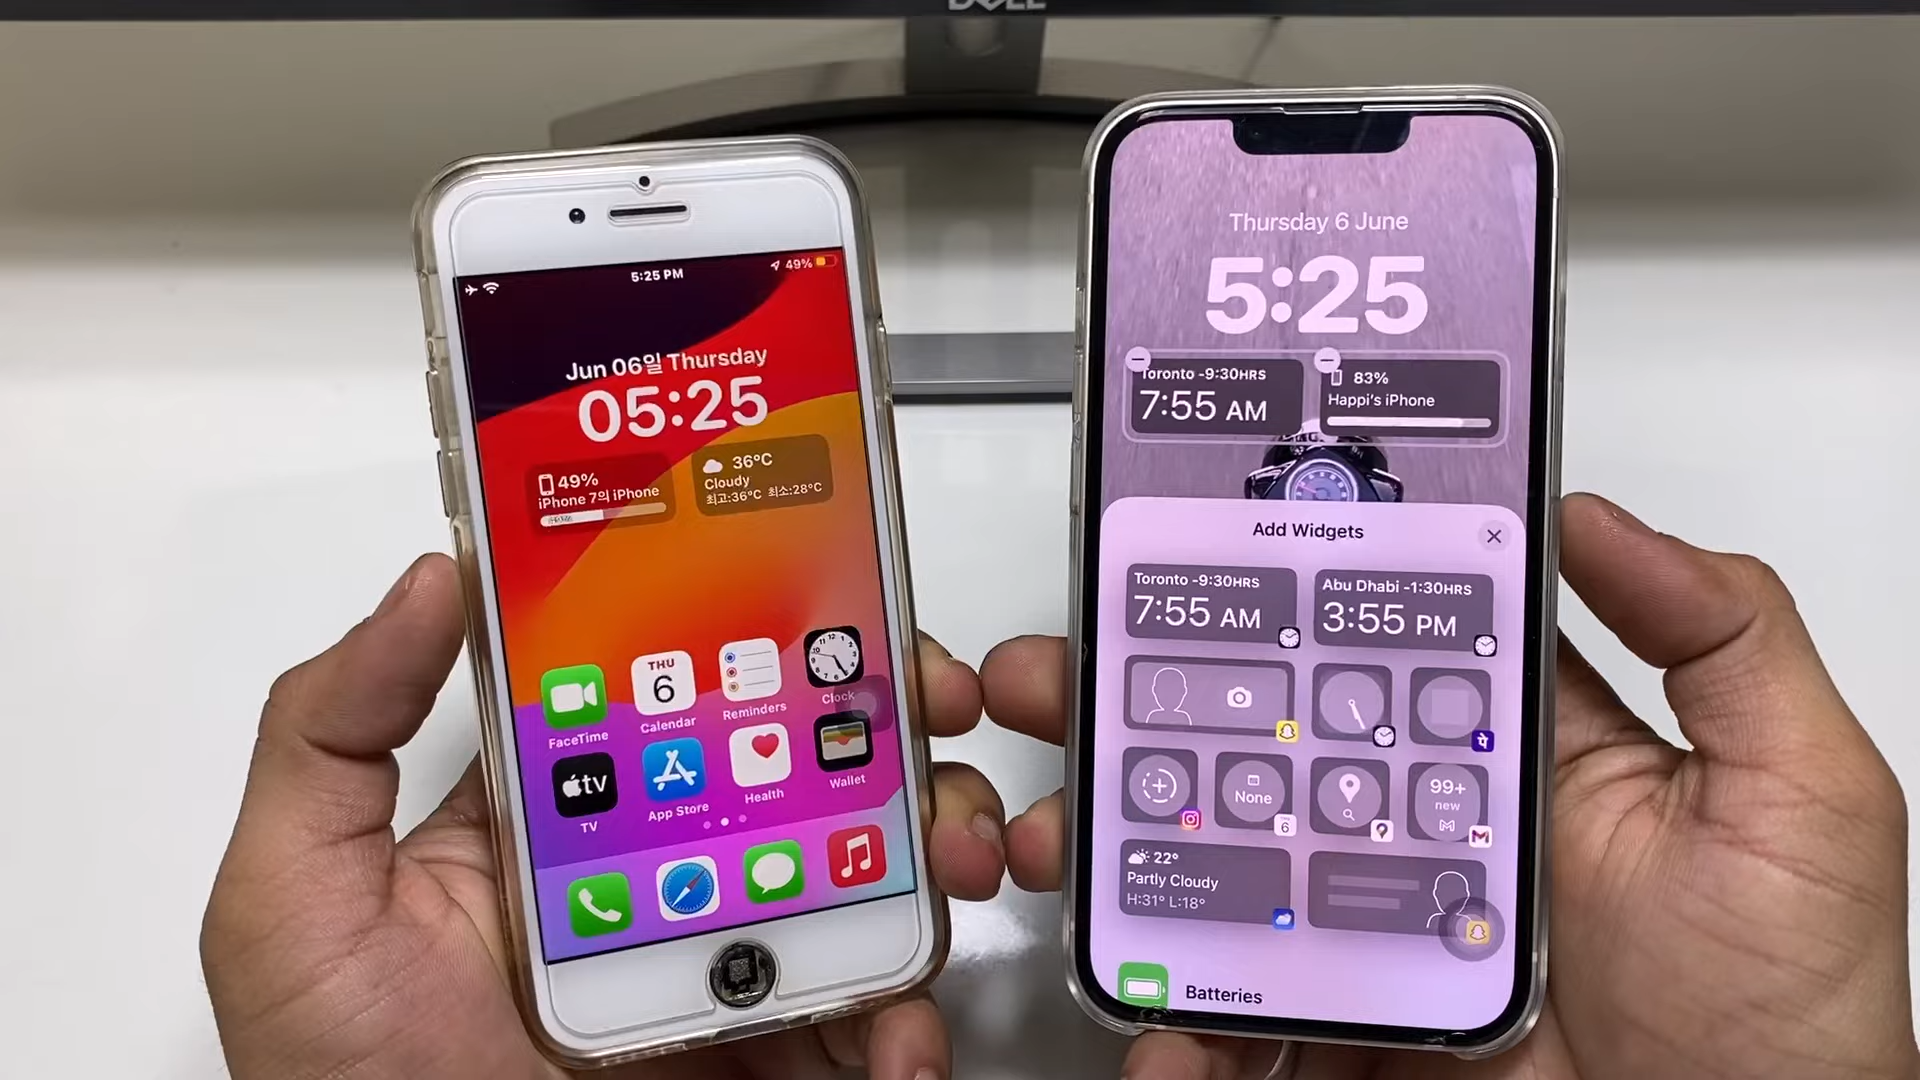 DELL
5:25 PM
49%
Jun 06일 Thursday
05:25
49%
iPhone 7의 iPhone
36°C
Cloudy
최고:36°C 최소:28°C
FaceTime
THU
6
Calendar
Reminders
Clock
tv
TV
App Store
Health
Wallet
Thursday 6 June
5:25
Toronto -9:30HRS
7:55 AM
83%
Happi's iPhone
Add Widgets
Toronto -9:30HRS
7:55 AM
Abu Dhabi -1:30HRS
3:55 PM
None
6
99+
new
22°
Partly Cloudy
H:31° L:18°
Batteries